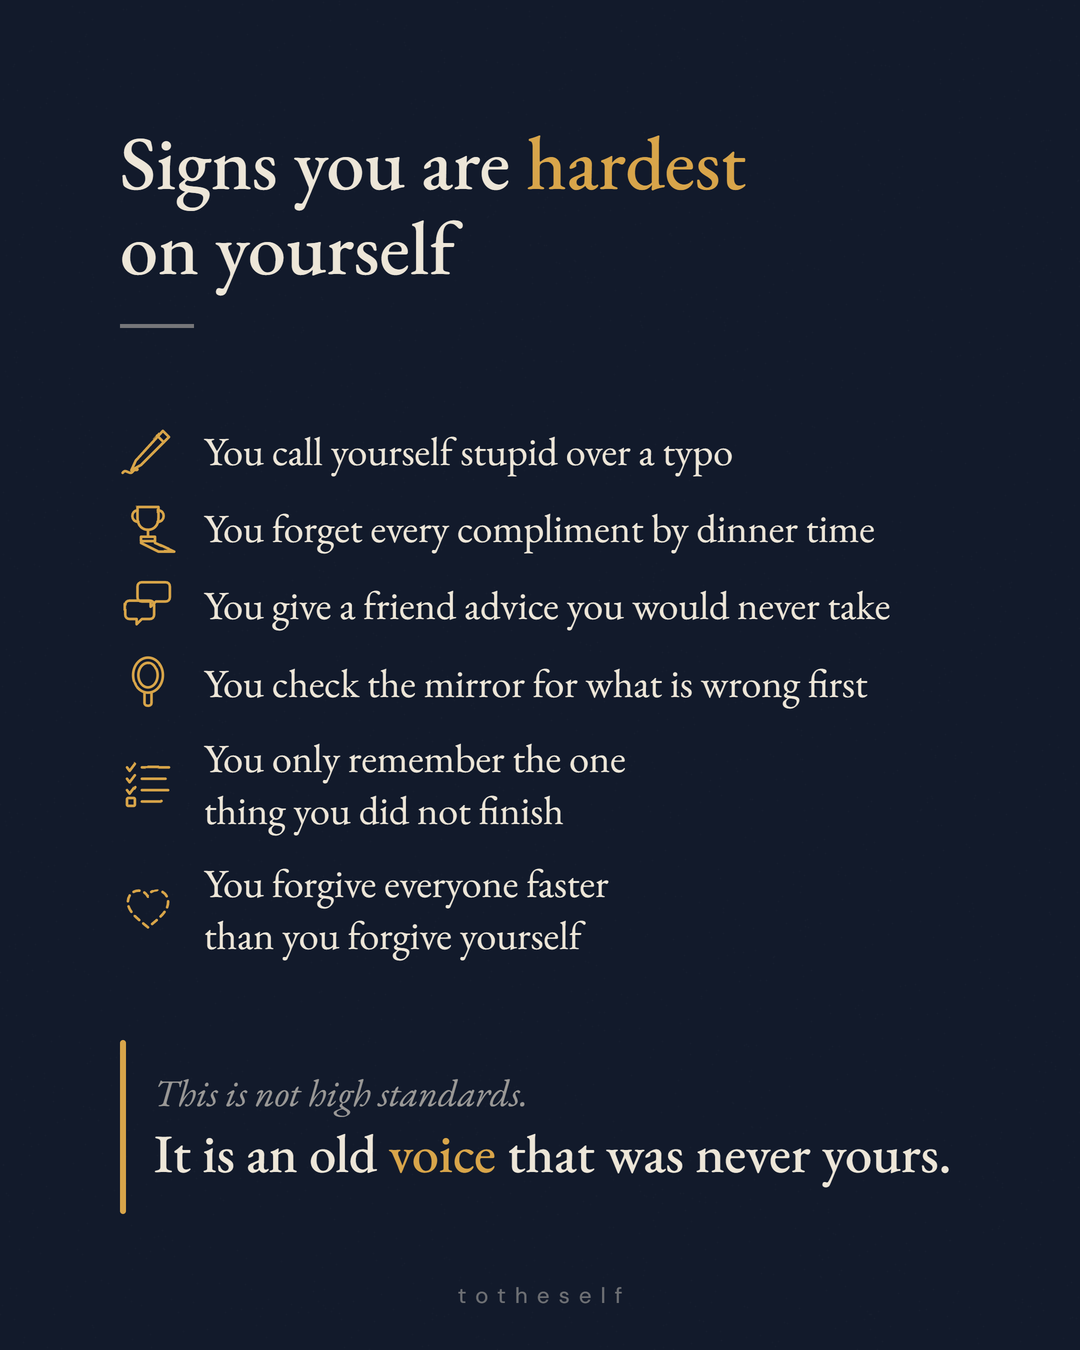 Signs you are hardest
on yourself
You call yourself stupid over a typo
You forget every compliment by dinner time
You give a friend advice you would never take
You check the mirror for what is wrong first
You only remember the one
thing you did not finish
You forgive everyone faster
than you forgive yourself
This is not high standards.
It is an old voice that was never yours.
totheself